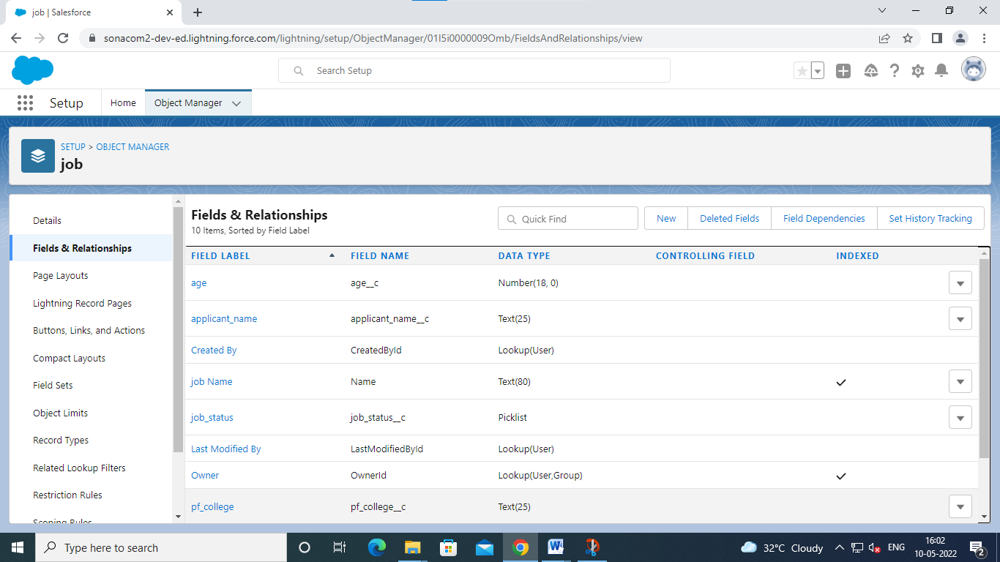 job | Salesforce
sonacom2-dev-ed.lightning.force.com/lightning/setup/ObjectManager/01I5i0000009Omb/FieldsAndRelationships/view
Search Setup
Setup
Home
Object Manager
SETUP > OBJECT MANAGER
job
Details
Fields & Relationships
Page Layouts
Lightning Record Pages
Buttons, Links, and Actions
Compact Layouts
Field Sets
Object Limits
Record Types
Related Lookup Filters
Restriction Rules
Scoping Rules
Fields & Relationships
10 Items, Sorted by Field Label
Quick Find
New
Deleted Fields
Field Dependencies
Set History Tracking
FIELD LABEL FIELD NAME DATA TYPE CONTROLLING FIELD INDEXED
age age__c Number(18, 0)
applicant_name applicant_name__c Text(25)
Created By CreatedById Lookup(User)
job Name Name Text(80)
job_status job_status__c Picklist
Last Modified By LastModifiedById Lookup(User)
Owner OwnerId Lookup(User,Group)
pf_college pf_college__c Text(25)
Type here to search
32°C Cloudy
ENG
16:02
10-05-2022
2